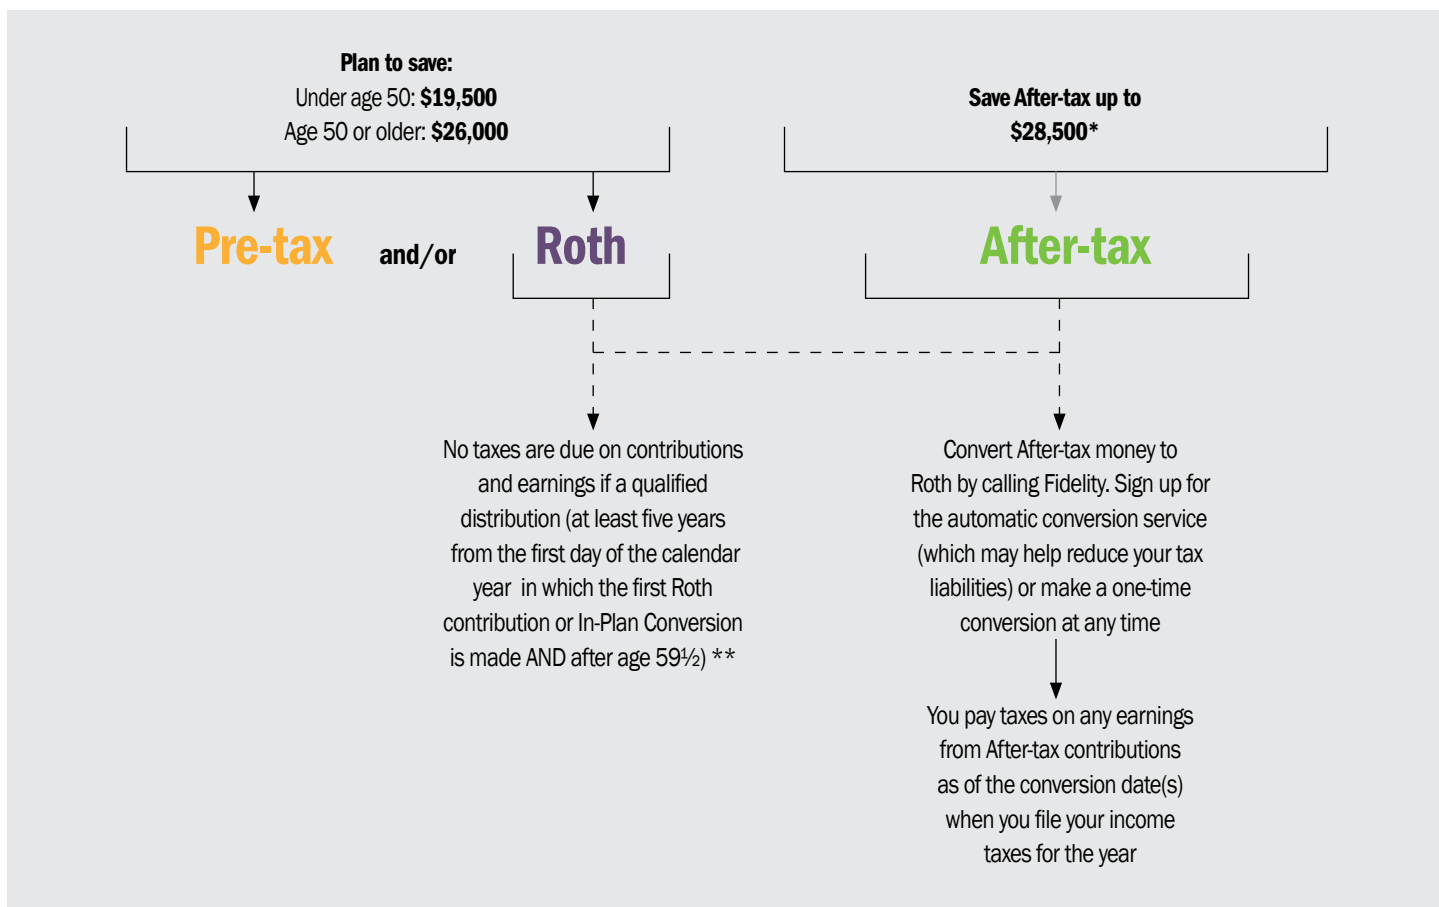 Plan to save:
Under age 50: $19,500
Age 50 or older: $26,000
Save After-tax up to
$28,500*
Pre-tax and/or Roth
After-tax
No taxes are due on contributions
and earnings if a qualified
distribution (at least five years
from the first day of the calendar
year in which the first Roth
contribution or In-Plan Conversion
is made AND after age 59½) **
Convert After-tax money to
Roth by calling Fidelity. Sign up for
the automatic conversion service
(which may help reduce your tax
liabilities) or make a one-time
conversion at any time
You pay taxes on any earnings
from After-tax contributions
as of the conversion date(s)
when you file your income
taxes for the year